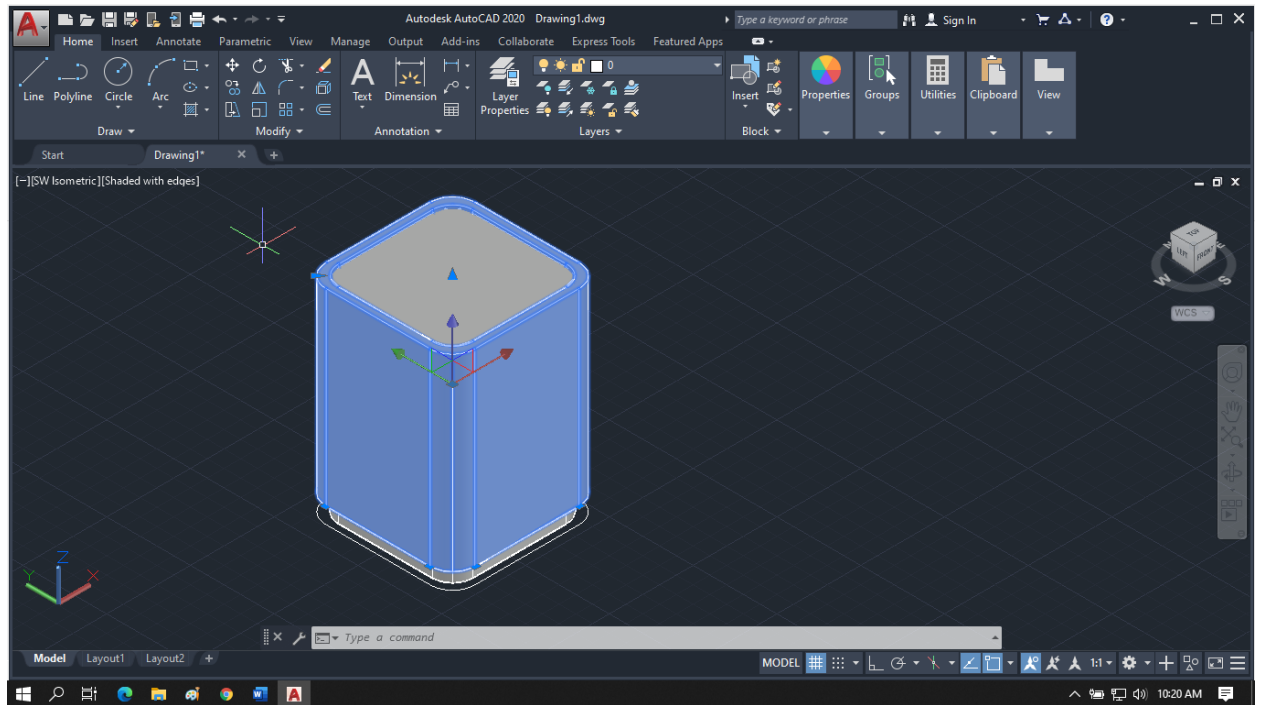 Autodesk AutoCAD 2020 Drawing1.dwg
Type a keyword or phrase
Sign In
Home Insert Annotate Parametric View Manage Output Add-ins Collaborate Express Tools Featured Apps
0
Line Polyline Circle Arc
Text Dimension
Layer
Properties
Insert
Properties Groups Utilities Clipboard View
Draw Modify Annotation Layers Block
Start Drawing1* +
[−][SW Isometric][Shaded with edges]
N E
TOP
LEFT FRONT
W S
WCS
Z
Y X
Type a command
Model Layout1 Layout2 +
MODEL 1:1
10:20 AM